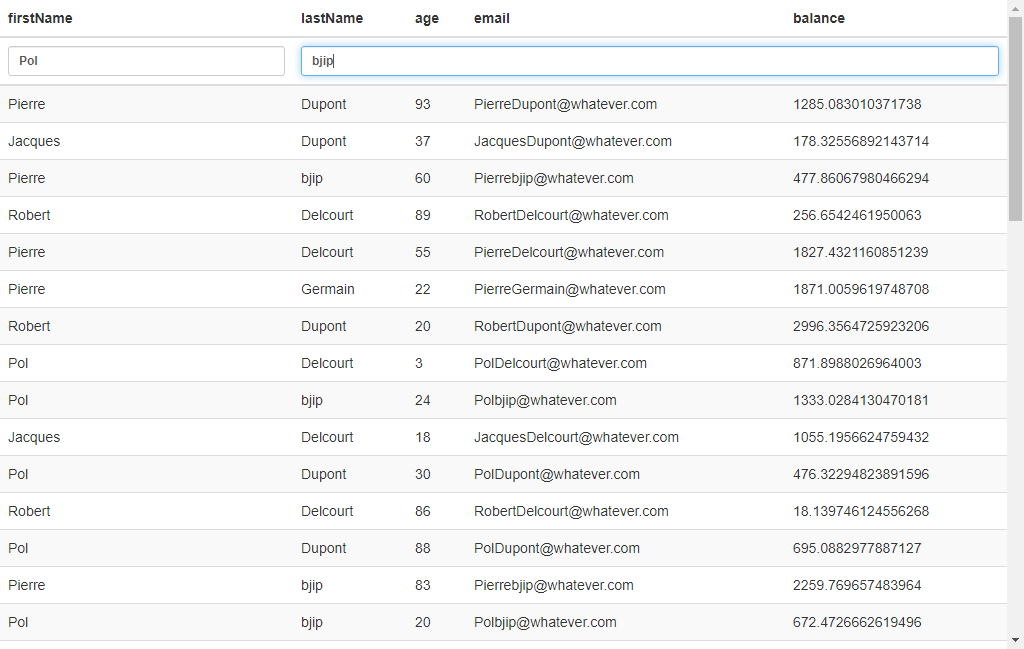 firstName lastName age email balance
Pol bjip
Pierre Dupont 93 PierreDupont@whatever.com 1285.083010371738
Jacques Dupont 37 JacquesDupont@whatever.com 178.32556892143714
Pierre bjip 60 Pierrebjip@whatever.com 477.86067980466294
Robert Delcourt 89 RobertDelcourt@whatever.com 256.6542461950063
Pierre Delcourt 55 PierreDelcourt@whatever.com 1827.4321160851239
Pierre Germain 22 PierreGermain@whatever.com 1871.0059619748708
Robert Dupont 20 RobertDupont@whatever.com 2996.3564725923206
Pol Delcourt 3 PolDelcourt@whatever.com 871.8988026964003
Pol bjip 24 Polbjip@whatever.com 1333.0284130470181
Jacques Delcourt 18 JacquesDelcourt@whatever.com 1055.1956624759432
Pol Dupont 30 PolDupont@whatever.com 476.32294823891596
Robert Delcourt 86 RobertDelcourt@whatever.com 18.139746124556268
Pol Dupont 88 PolDupont@whatever.com 695.0882977887127
Pierre bjip 83 Pierrebjip@whatever.com 2259.769657483964
Pol bjip 20 Polbjip@whatever.com 672.4726662619496